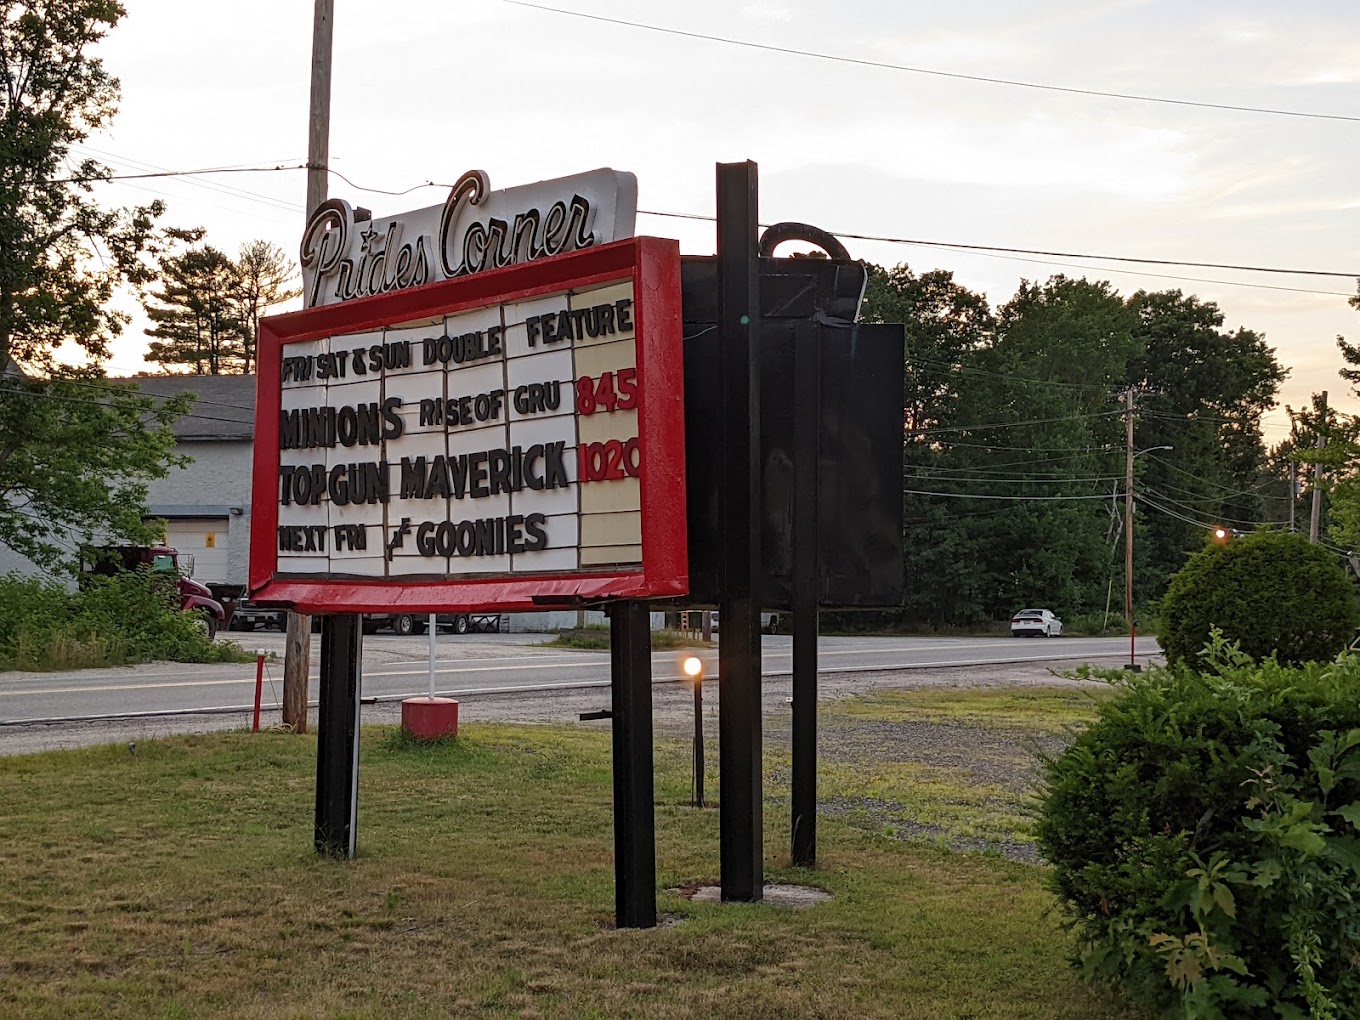 Prides Corner
FRI SAT & SUN DOUBLE FEATURE
MINIONS RISE OF GRU 845
TOP GUN MAVERICK 1020
NEXT FRI GOONIES